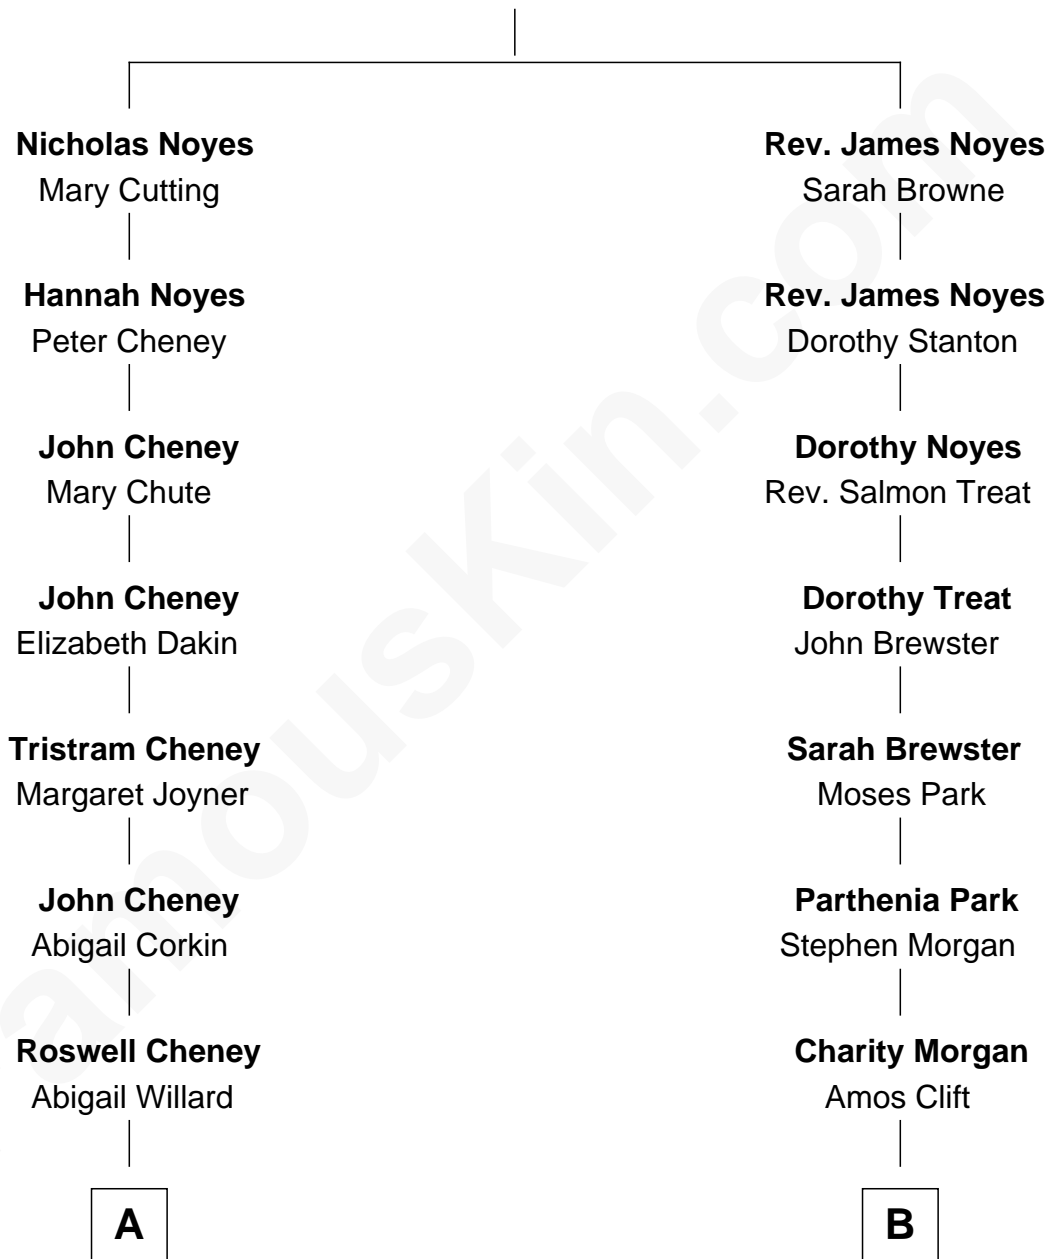 Nicholas Noyes
Mary Cutting
Hannah Noyes
Peter Cheney
John Cheney
Mary Chute
John Cheney
Elizabeth Dakin
Tristram Cheney
Margaret Joyner
John Cheney
Abigail Corkin
Roswell Cheney
Abigail Willard
A
Rev. James Noyes
Sarah Browne
Rev. James Noyes
Dorothy Stanton
Dorothy Noyes
Rev. Salmon Treat
Dorothy Treat
John Brewster
Sarah Brewster
Moses Park
Parthenia Park
Stephen Morgan
Charity Morgan
Amos Clift
B
amouskin.com